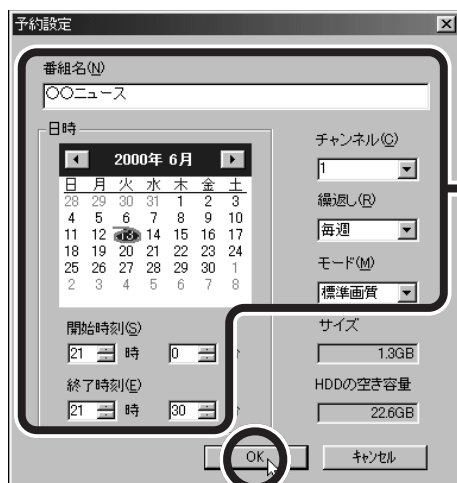 予約設定
番組名(N)
〇〇ニュース
日時
2000年 6月
日 月 火 水 木 金 土
28 29 30 31 1 2 3
4 5 6 7 8 9 10
11 12 13 14 15 16 17
18 19 20 21 22 23 24
25 26 27 28 29 30 1
2 3 4 5 6 7 8
開始時刻(S)
21 時 0
終了時刻(E)
21 時 30
チャンネル(C)
1
繰返し(R)
毎週
モード(M)
標準画質
サイズ
1.3GB
HDDの空き容量
22.6GB
OK
キャンセル